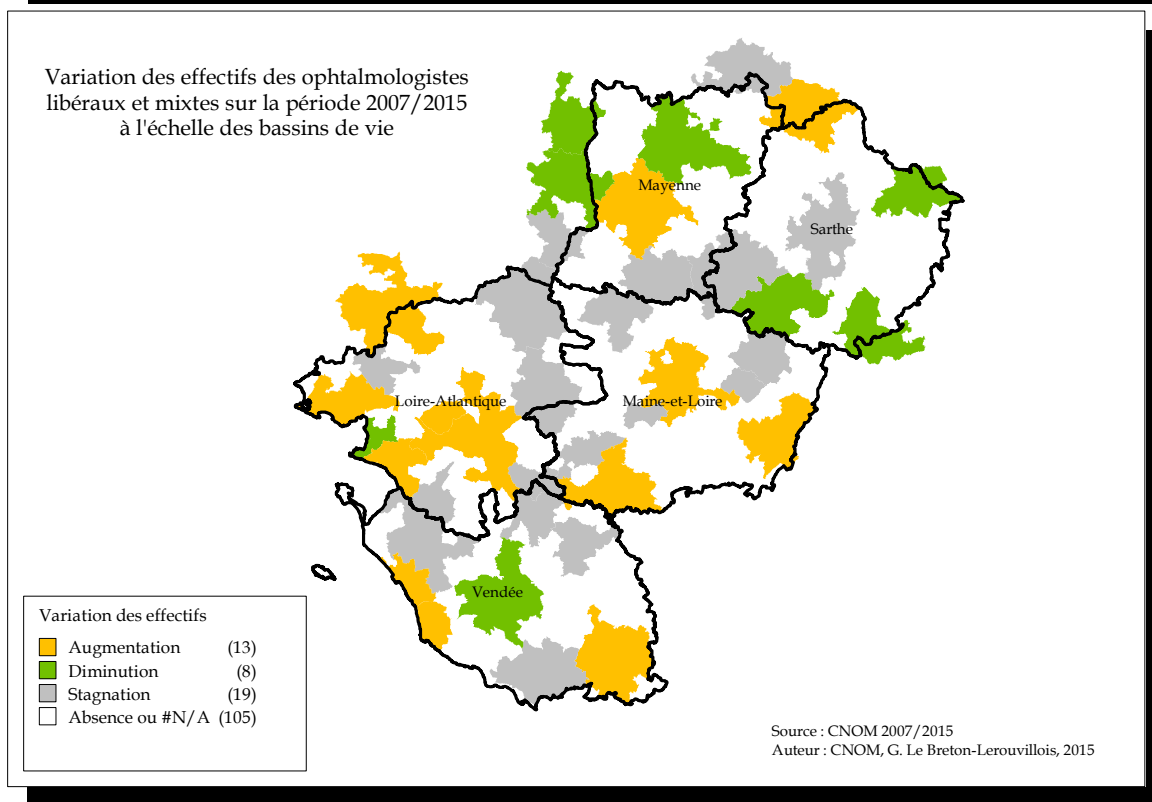 Variation des effectifs des ophtalmologistes
libéraux et mixtes sur la période 2007/2015
à l'échelle des bassins de vie
Mayenne
Sarthe
Loire-Atlantique
Maine-et-Loire
Vendée
Variation des effectifs
Augmentation (13)
Diminution (8)
Stagnation (19)
Absence ou #N/A (105)
Source : CNOM 2007/2015
Auteur : CNOM, G. Le Breton-Lerouvillois, 2015